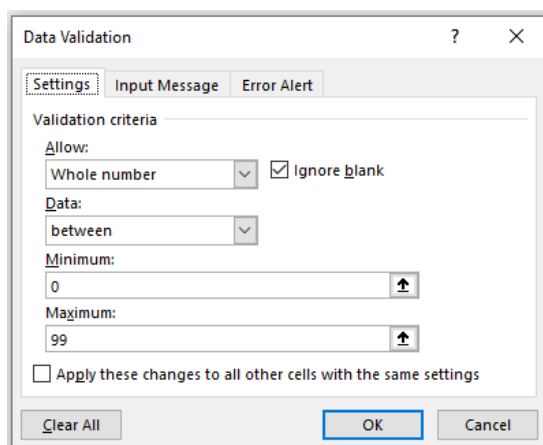 Data Validation ?
Settings Input Message Error Alert
Validation criteria
Allow:
Whole number
Ignore blank
Data:
between
Minimum:
0
Maximum:
99
Apply these changes to all other cells with the same settings
Clear All OK Cancel